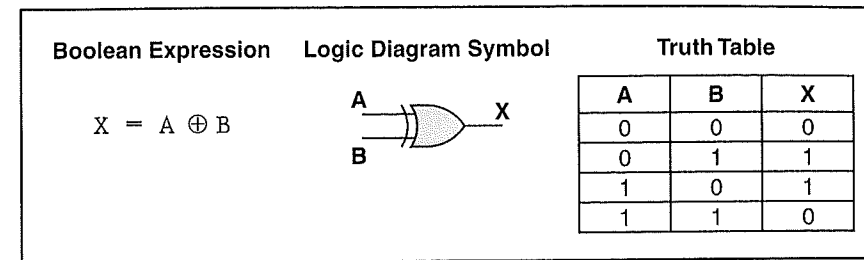 Boolean Expression Logic Diagram Symbol Truth Table
X = A ⊕ B
A
B
X
A B X
0 0 0
0 1 1
1 0 1
1 1 0